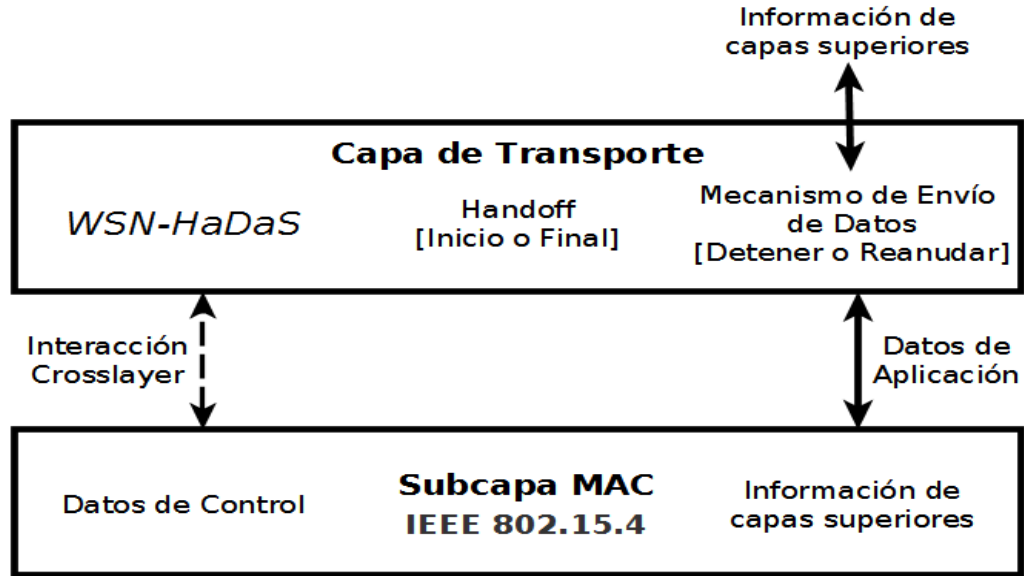 Información de
capas superiores
Capa de Transporte
WSN-HaDaS
Handoff
[Inicio o Final]
Mecanismo de Envío
de Datos
[Detener o Reanudar]
Interacción
Crosslayer
Datos de
Aplicación
Datos de Control
Subcapa MAC
IEEE 802.15.4
Información de
capas superiores